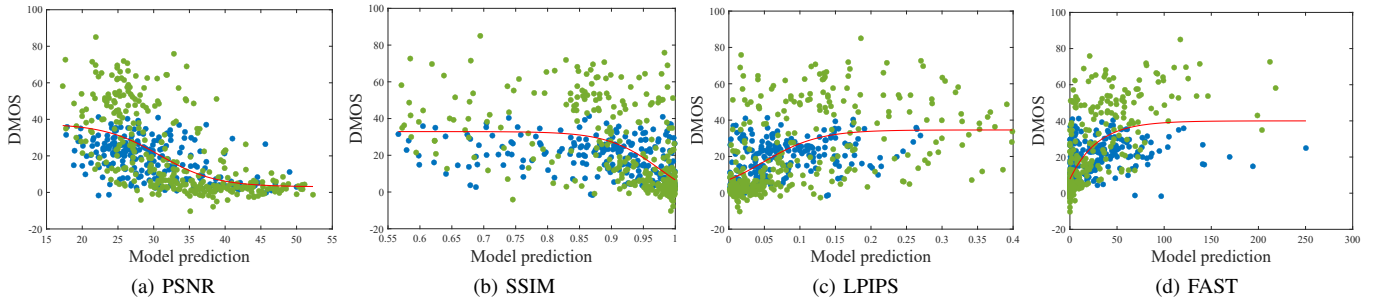 100
80
60
40
20
0
-20
DMOS
15 20 25 30 35 40 45 50 55
Model prediction
(a) PSNR
100
80
60
40
20
0
-20
DMOS
0.55 0.6 0.65 0.7 0.75 0.8 0.85 0.9 0.95 1
Model prediction
(b) SSIM
100
80
60
40
20
0
-20
DMOS
0 0.05 0.1 0.15 0.2 0.25 0.3 0.35 0.4
Model prediction
(c) LPIPS
100
80
60
40
20
0
-20
DMOS
0 50 100 150 200 250 300
Model prediction
(d) FAST